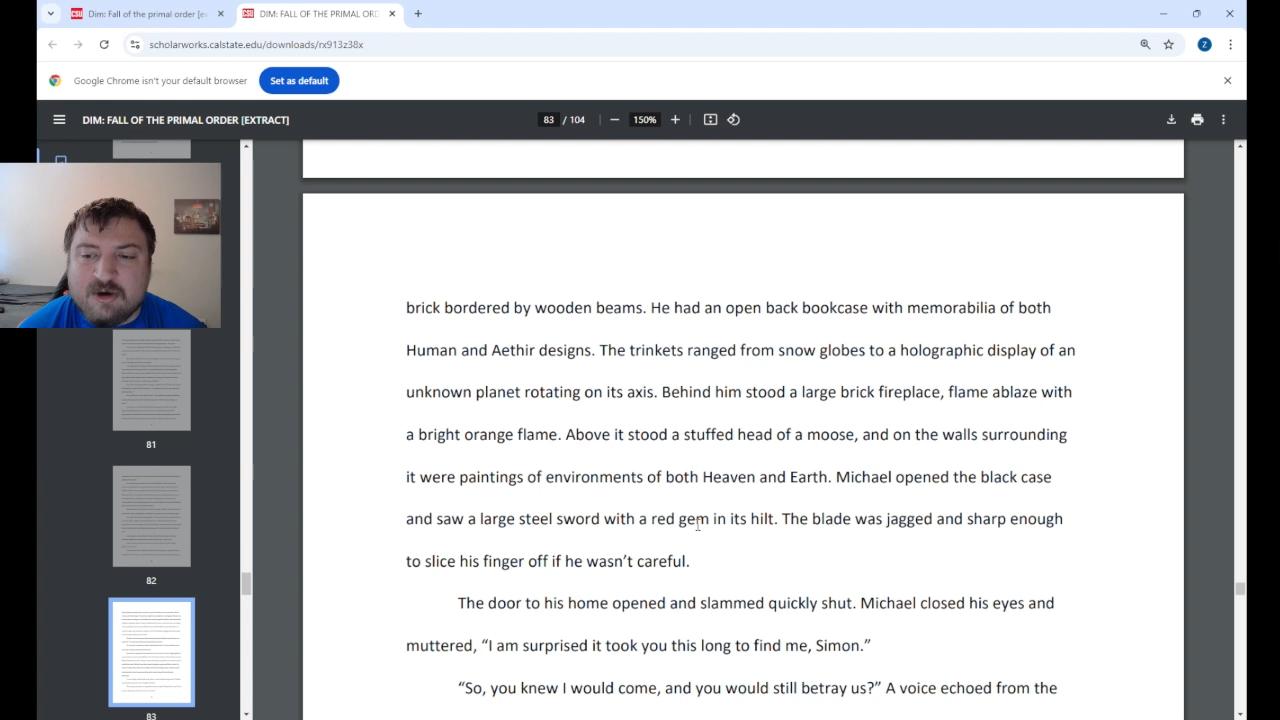 DIM: Fall of the primal order [ex
DIM: FALL OF THE PRIMAL ORD
scholarworks.calstate.edu/downloads/rx913z38x
Z
Google Chrome isn't your default browser
Set as default
DIM: FALL OF THE PRIMAL ORDER [EXTRACT]
83 / 104
150%
brick bordered by wooden beams. He had an open back bookcase with memorabilia of both
Human and Aethir designs. The trinkets ranged from snow globes to a holographic display of an
unknown planet rotating on its axis. Behind him stood a large brick fireplace, flame ablaze with
a bright orange flame. Above it stood a stuffed head of a moose, and on the walls surrounding
it were paintings of environments of both Heaven and Earth. Michael opened the black case
and saw a large steel sword with a red gem in its hilt. The blade was jagged and sharp enough
to slice his finger off if he wasn't careful.
The door to his home opened and slammed quickly shut. Michael closed his eyes and
muttered, “I am surprised it took you this long to find me, Simon.”
“So, you knew I would come, and you would still betray us?” A voice echoed from the
81
82
83